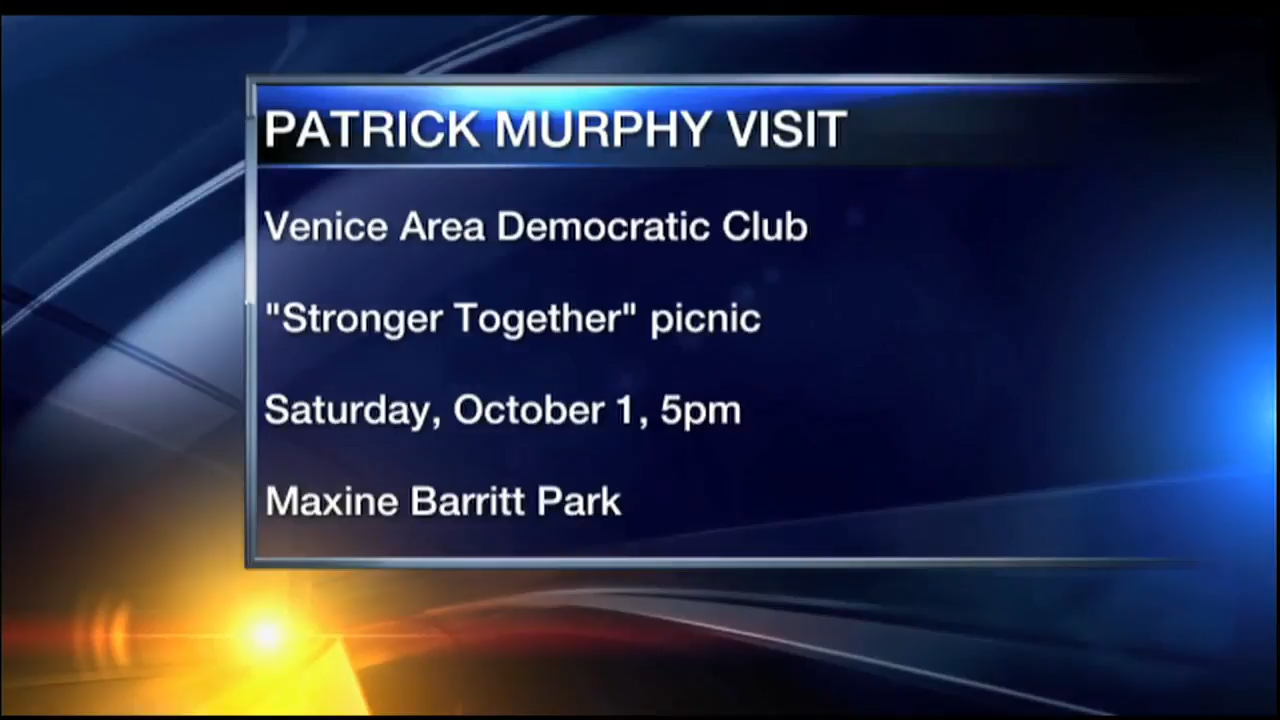 PATRICK MURPHY VISIT
Venice Area Democratic Club
"Stronger Together" picnic
Saturday, October 1, 5pm
Maxine Barritt Park